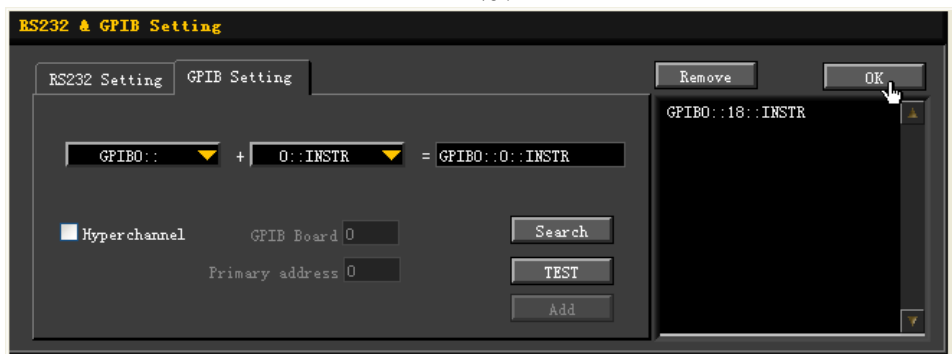 RS232 & GPIB Setting
RS232 Setting GPIB Setting
Remove OK
GPIB0::18::INSTR
GPIB0:: + 0::INSTR = GPIB0::0::INSTR
Hyperchannel GPIB Board 0 Search
Primary address 0 TEST
Add